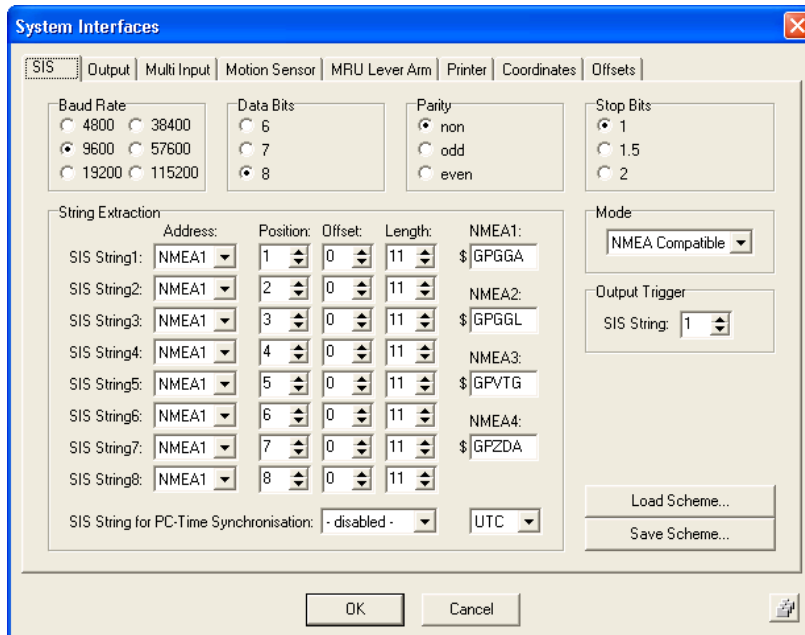 System Interfaces
SIS Output Multi Input Motion Sensor MRU Lever Arm Printer Coordinates Offsets
Baud Rate
4800 38400
9600 57600
19200 115200
Data Bits
6
7
8
Parity
non
odd
even
Stop Bits
1
1.5
2
String Extraction
Address: Position: Offset: Length: NMEA1:
SIS String1: NMEA1 1 0 11 $ GPGGA
SIS String2: NMEA1 2 0 11 NMEA2:
SIS String3: NMEA1 3 0 11 $ GPGGL
SIS String4: NMEA1 4 0 11 NMEA3:
SIS String5: NMEA1 5 0 11 $ GPVTG
SIS String6: NMEA1 6 0 11 NMEA4:
SIS String7: NMEA1 7 0 11 $ GPZDA
SIS String8: NMEA1 8 0 11
SIS String for PC-Time Synchronisation: - disabled - UTC
Mode
NMEA Compatible
Output Trigger
SIS String: 1
Load Scheme...
Save Scheme...
OK Cancel